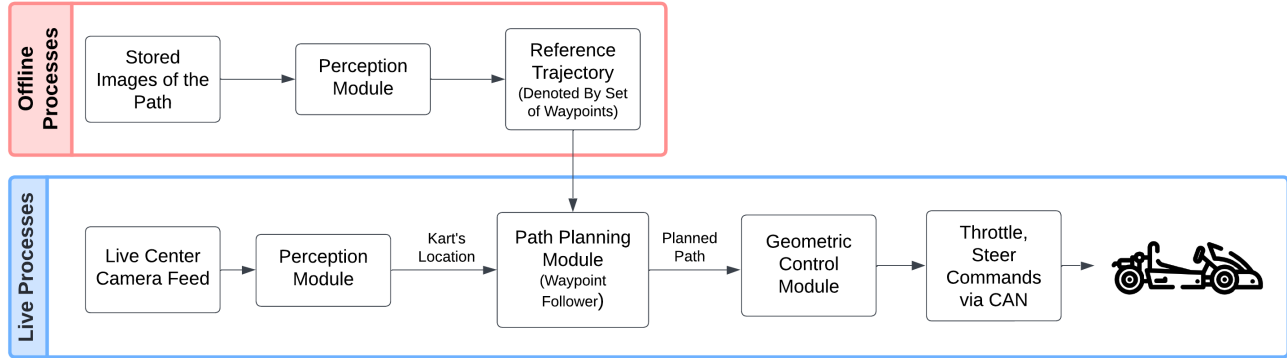 Offline
Processes
Stored
Images of the
Path
Perception
Module
Reference
Trajectory
(Denoted By Set
of Waypoints)
Live Processes
Live Center
Camera Feed
Perception
Module
Kart's
Location
Path Planning
Module
(Waypoint
Follower)
Planned
Path
Geometric
Control
Module
Throttle,
Steer
Commands
via CAN